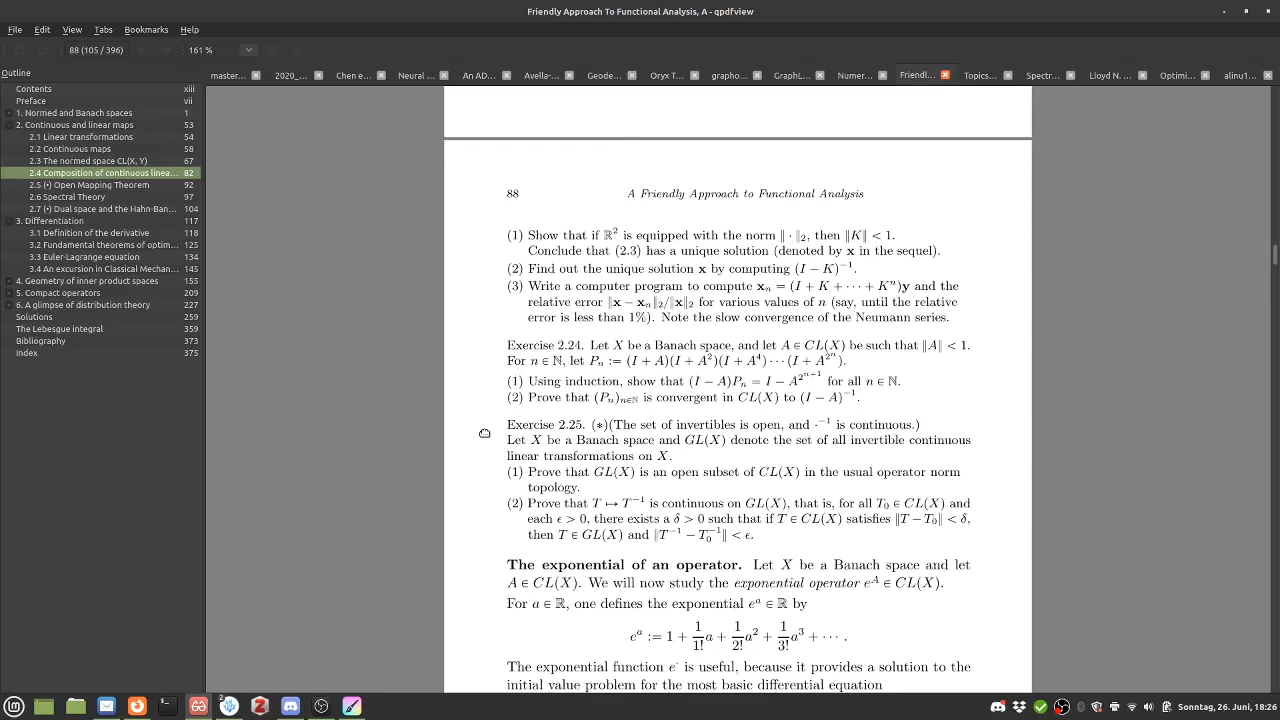 Friendly Approach To Functional Analysis, A - qpdfview
File Edit View Tabs Bookmarks Help
88 (105 / 396) 161 %
Outline
master... 2020_... Chen e... Neural ... An AD... Avella-... Geode... Oryx T... grapho... GraphL... Numer... Friendl... Topics... Spectr... Lloyd N. ... Optimi... alinu1...
Contents xiii
Preface vii
1. Normed and Banach spaces 1
2. Continuous and linear maps 53
2.1 Linear transformations 54
2.2 Continuous maps 58
2.3 The normed space CL(X, Y) 67
2.4 Composition of continuous linea... 82
2.5 (•) Open Mapping Theorem 92
2.6 Spectral Theory 97
2.7 (•) Dual space and the Hahn-Ban... 104
3. Differentiation 117
3.1 Definition of the derivative 118
3.2 Fundamental theorems of optim... 125
3.3 Euler-Lagrange equation 134
3.4 An excursion in Classical Mechan... 145
4. Geometry of inner product spaces 155
5. Compact operators 209
6. A glimpse of distribution theory 227
Solutions 259
The Lebesgue integral 359
Bibliography 373
Index 375
88 A Friendly Approach to Functional Analysis
(1) Show that if ℝ² is equipped with the norm ‖ · ‖₂, then ‖K‖ < 1.
Conclude that (2.3) has a unique solution (denoted by x in the sequel).
(2) Find out the unique solution x by computing (I − K)⁻¹.
(3) Write a computer program to compute xₙ = (I + K + · · · + Kⁿ)y and the
relative error ‖x − xₙ‖₂/‖x‖₂ for various values of n (say, until the relative
error is less than 1%). Note the slow convergence of the Neumann series.
Exercise 2.24. Let X be a Banach space, and let A ∈ CL(X) be such that ‖A‖ < 1.
For n ∈ ℕ, let Pₙ := (I + A)(I + A²)(I + A⁴) · · · (I + A^{2^n}).
(1) Using induction, show that (I − A)Pₙ = I − A^{2^{n+1}} for all n ∈ ℕ.
(2) Prove that (Pₙ)_{n∈ℕ} is convergent in CL(X) to (I − A)⁻¹.
Exercise 2.25. (∗)(The set of invertibles is open, and ·⁻¹ is continuous.)
Let X be a Banach space and GL(X) denote the set of all invertible continuous
linear transformations on X.
(1) Prove that GL(X) is an open subset of CL(X) in the usual operator norm
topology.
(2) Prove that T ↦ T⁻¹ is continuous on GL(X), that is, for all T₀ ∈ CL(X) and
each ϵ > 0, there exists a δ > 0 such that if T ∈ CL(X) satisfies ‖T − T₀‖ < δ,
then T ∈ GL(X) and ‖T⁻¹ − T₀⁻¹‖ < ϵ.
The exponential of an operator. Let X be a Banach space and let
A ∈ CL(X). We will now study the exponential operator e^A ∈ CL(X).
For a ∈ ℝ, one defines the exponential e^a ∈ ℝ by
e^a := 1 + 1/1! a + 1/2! a² + 1/3! a³ + · · · .
The exponential function e^· is useful, because it provides a solution to the
initial value problem for the most basic differential equation
2
Sonntag, 26. Juni, 18:26